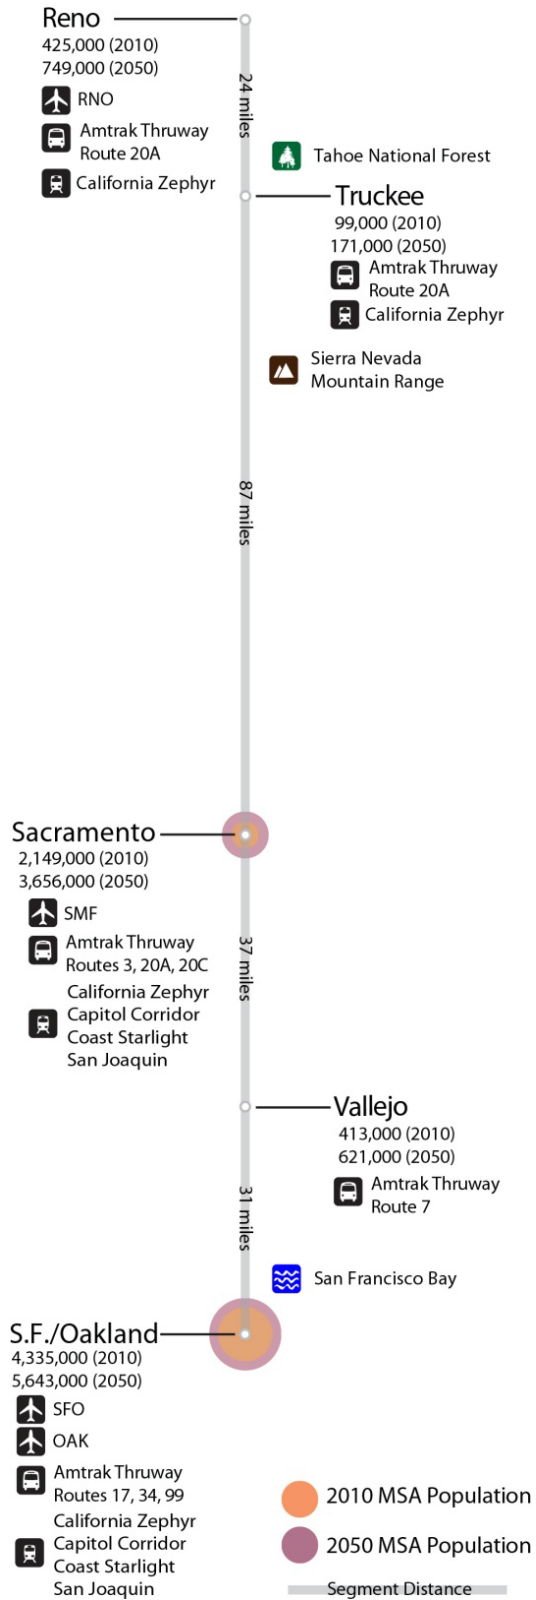 Reno
425,000 (2010)
749,000 (2050)
RNO
Amtrak Thruway
Route 20A
California Zephyr
24 miles
Tahoe National Forest
Truckee
99,000 (2010)
171,000 (2050)
Amtrak Thruway
Route 20A
California Zephyr
Sierra Nevada
Mountain Range
87 miles
Sacramento
2,149,000 (2010)
3,656,000 (2050)
SMF
Amtrak Thruway
Routes 3, 20A, 20C
California Zephyr
Capitol Corridor
Coast Starlight
San Joaquin
37 miles
Vallejo
413,000 (2010)
621,000 (2050)
Amtrak Thruway
Route 7
31 miles
San Francisco Bay
S.F./Oakland
4,335,000 (2010)
5,643,000 (2050)
SFO
OAK
Amtrak Thruway
Routes 17, 34, 99
California Zephyr
Capitol Corridor
Coast Starlight
San Joaquin
2010 MSA Population
2050 MSA Population
Segment Distance